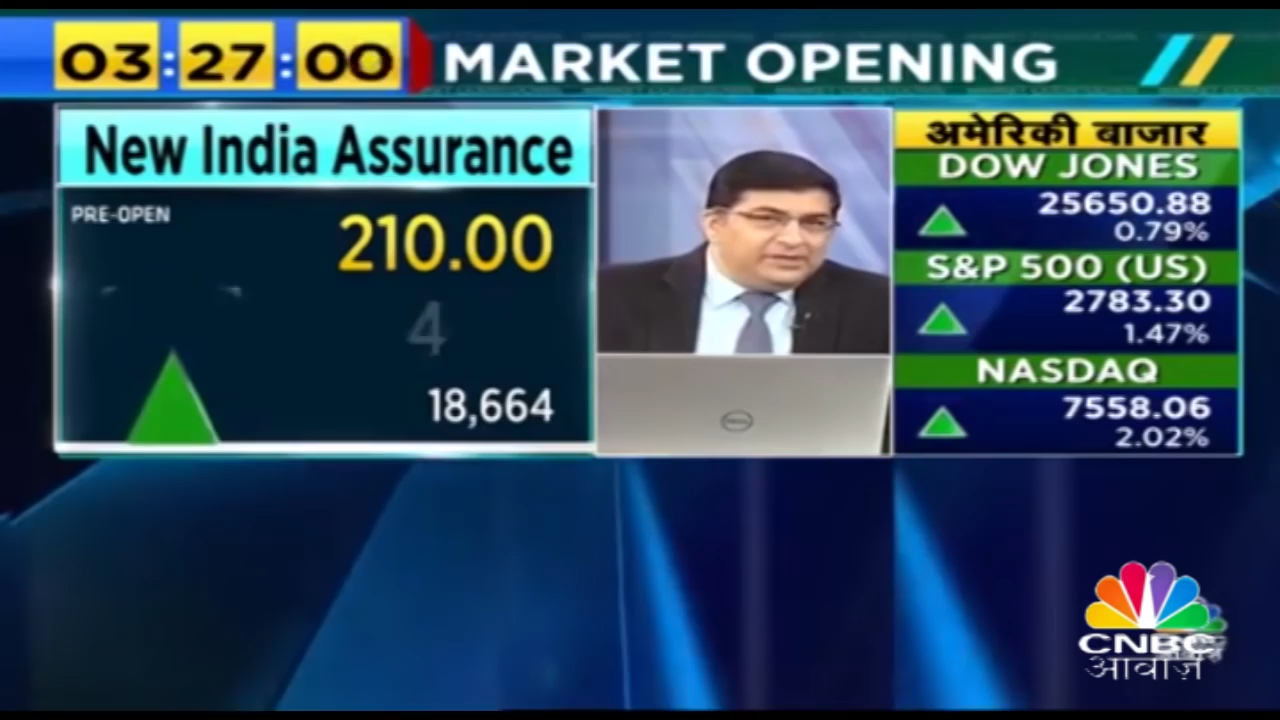 03:27:00
MARKET OPENING
New India Assurance
PRE-OPEN
210.00
4
18,664
DELL
अमेरिकी बाजार
DOW JONES
25650.88
0.79%
S&P 500 (US)
2783.30
1.47%
NASDAQ
7558.06
2.02%
CNBC
आवाज़